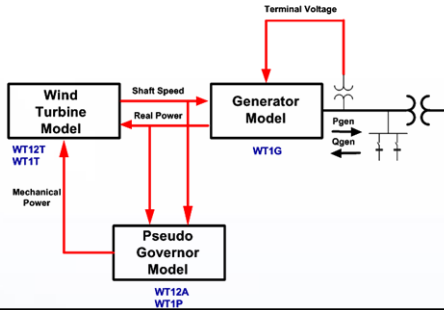 Terminal Voltage
Wind
Turbine
Model
Shaft Speed
Real Power
Generator
Model
Pgen
Qgen
WT12T
WT1T
WT1G
Mechanical
Power
Pseudo
Governor
Model
WT12A
WT1P